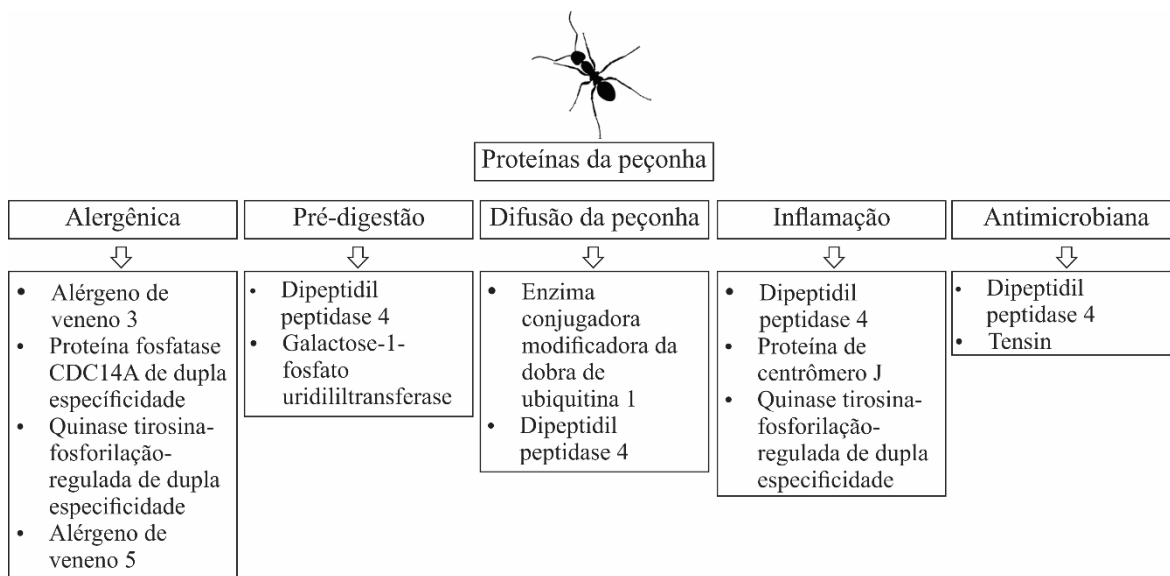 Proteínas da peçonha
Alergênica
Alérgeno de
veneno 3
Proteína fosfatase
CDC14A de dupla
específicidade
Quinase tirosina-
fosforilação-
regulada de dupla
especificidade
Alérgeno de
veneno 5
Pré-digestão
Dipeptidil
peptidase 4
Galactose-1-
fosfato
uridililtransferase
Difusão da peçonha
Enzima
conjugadora
modificadora da
dobra de
ubiquitina 1
Dipeptidil
peptidase 4
Inflamação
Dipeptidil
peptidase 4
Proteína de
centrômero J
Quinase tirosina-
fosforilação-
regulada de dupla
especificidade
Antimicrobiana
Dipeptidil
peptidase 4
Tensin